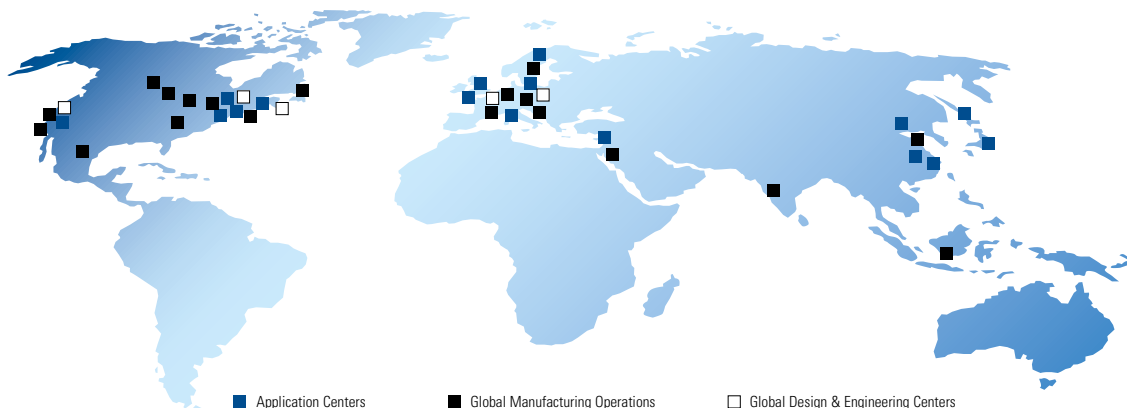 Application Centers
Global Manufacturing Operations
Global Design & Engineering Centers